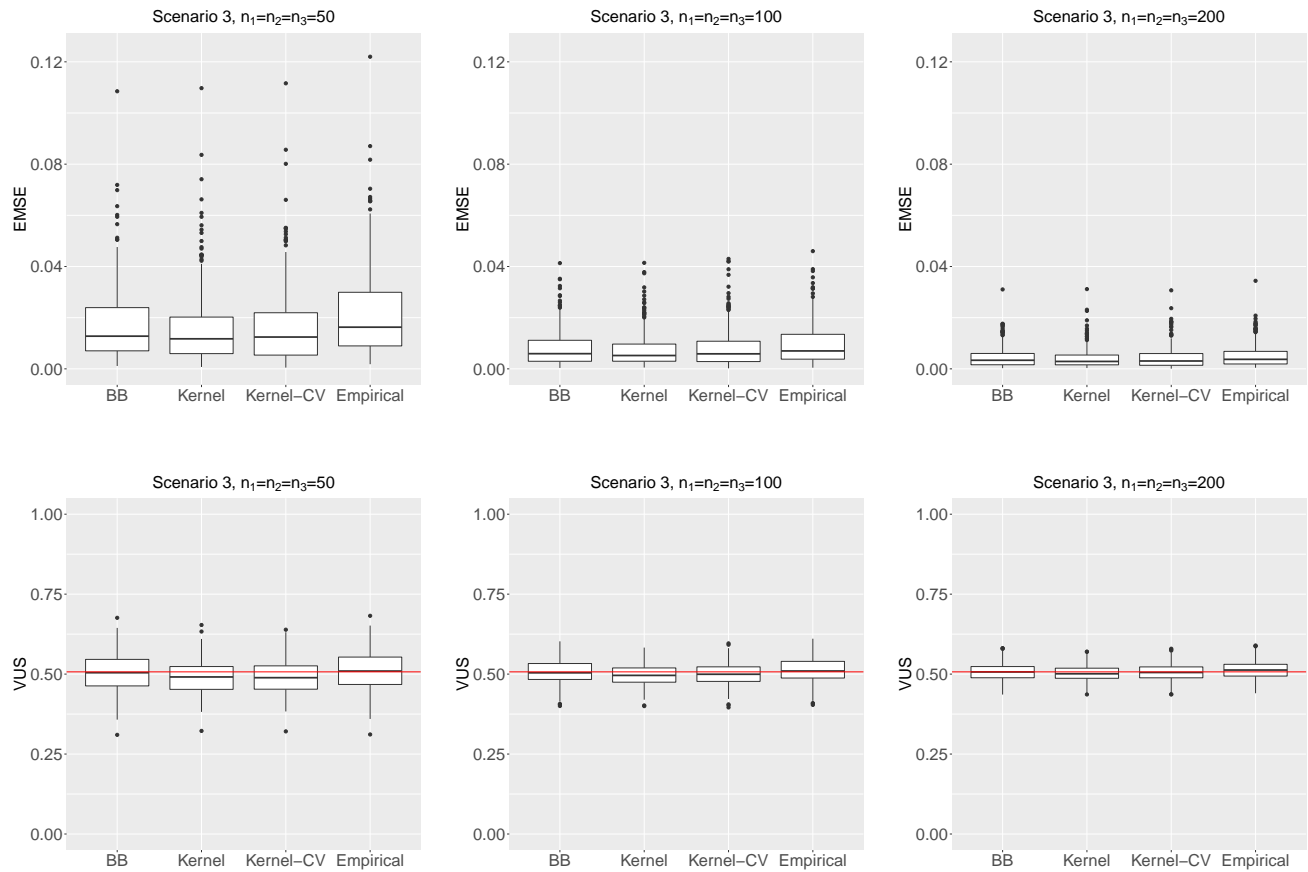 Scenario 3, n₁=n₂=n₃=50
EMSE
0.12
0.08
0.04
0.00
BB Kernel Kernel−CV Empirical
Scenario 3, n₁=n₂=n₃=100
EMSE
0.12
0.08
0.04
0.00
BB Kernel Kernel−CV Empirical
Scenario 3, n₁=n₂=n₃=200
EMSE
0.12
0.08
0.04
0.00
BB Kernel Kernel−CV Empirical
Scenario 3, n₁=n₂=n₃=50
VUS
1.00
0.75
0.50
0.25
0.00
BB Kernel Kernel−CV Empirical
Scenario 3, n₁=n₂=n₃=100
VUS
1.00
0.75
0.50
0.25
0.00
BB Kernel Kernel−CV Empirical
Scenario 3, n₁=n₂=n₃=200
VUS
1.00
0.75
0.50
0.25
0.00
BB Kernel Kernel−CV Empirical